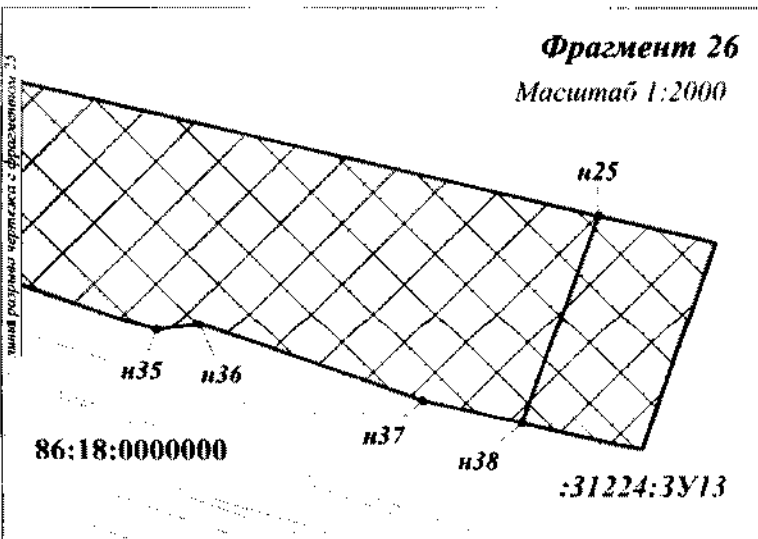 Фрагмент 26
Масштаб 1:2000
линия разрыва чертежа с фрагментом 25
н25
н35
н36
н37
н38
86:18:0000000
:31224:ЗУ13